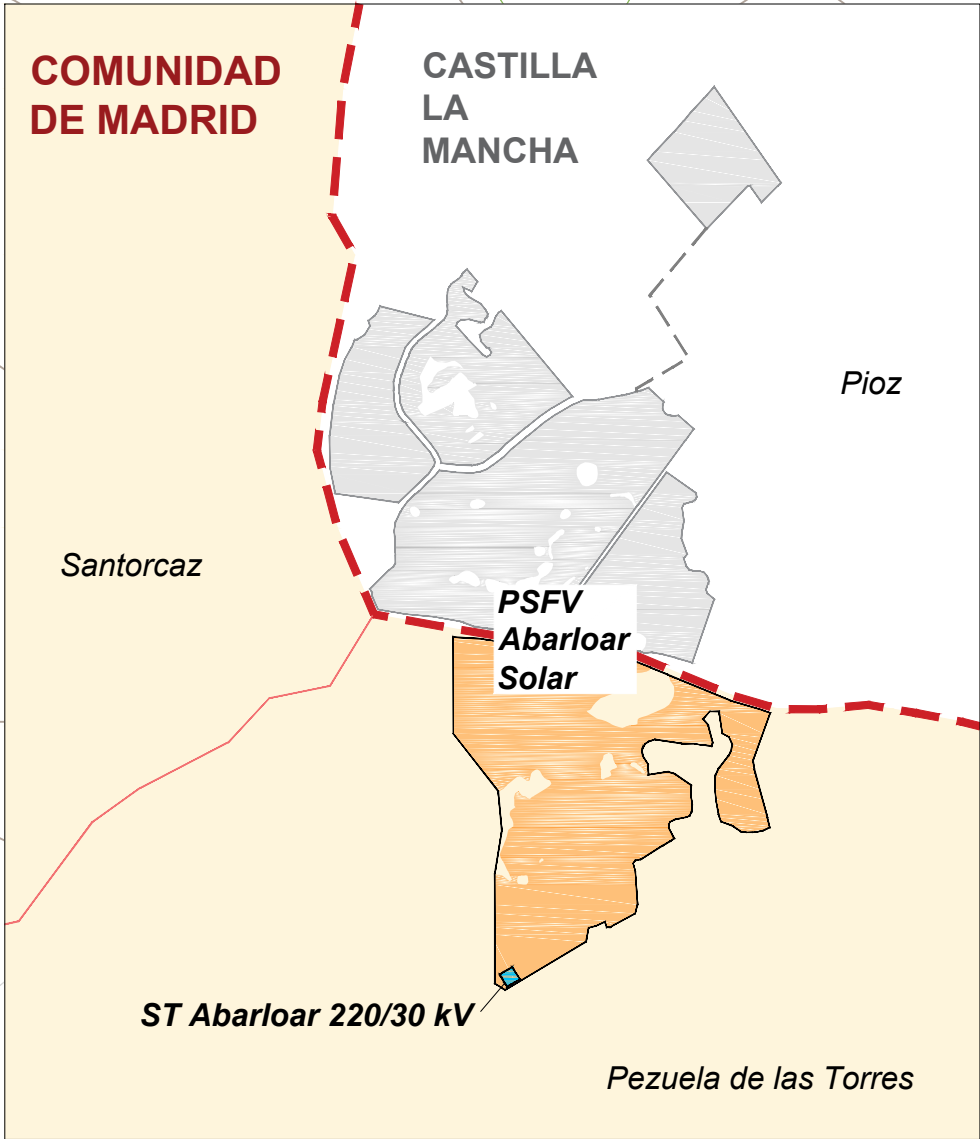 COMUNIDAD
DE MADRID
CASTILLA
LA
MANCHA
Pioz
Santorcaz
PSFV
Abarloar
Solar
ST Abarloar 220/30 kV
Pezuela de las Torres